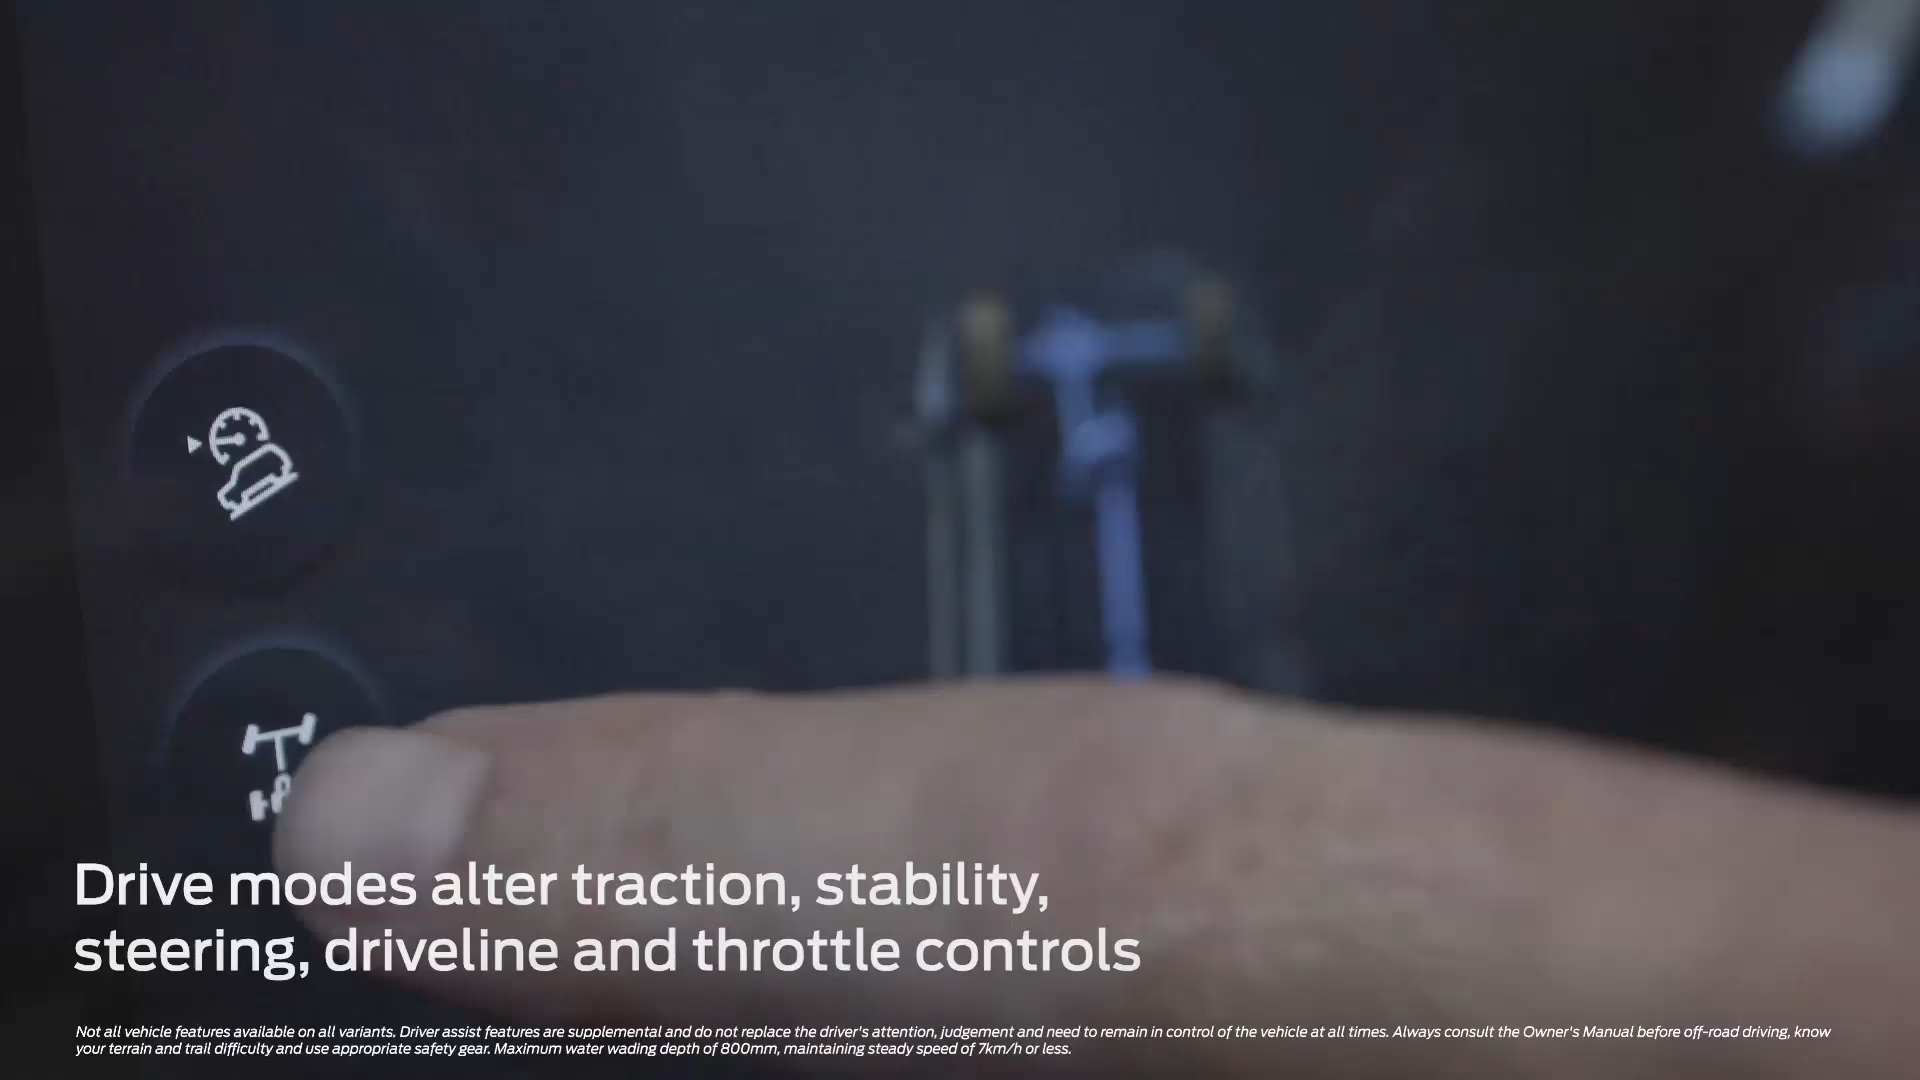 Drive modes alter traction, stability,
steering, driveline and throttle controls
Not all vehicle features available on all variants. Driver assist features are supplemental and do not replace the driver's attention, judgement and need to remain in control of the vehicle at all times. Always consult the Owner's Manual before off-road driving, know
your terrain and trail difficulty and use appropriate safety gear. Maximum water wading depth of 800mm, maintaining steady speed of 7km/h or less.